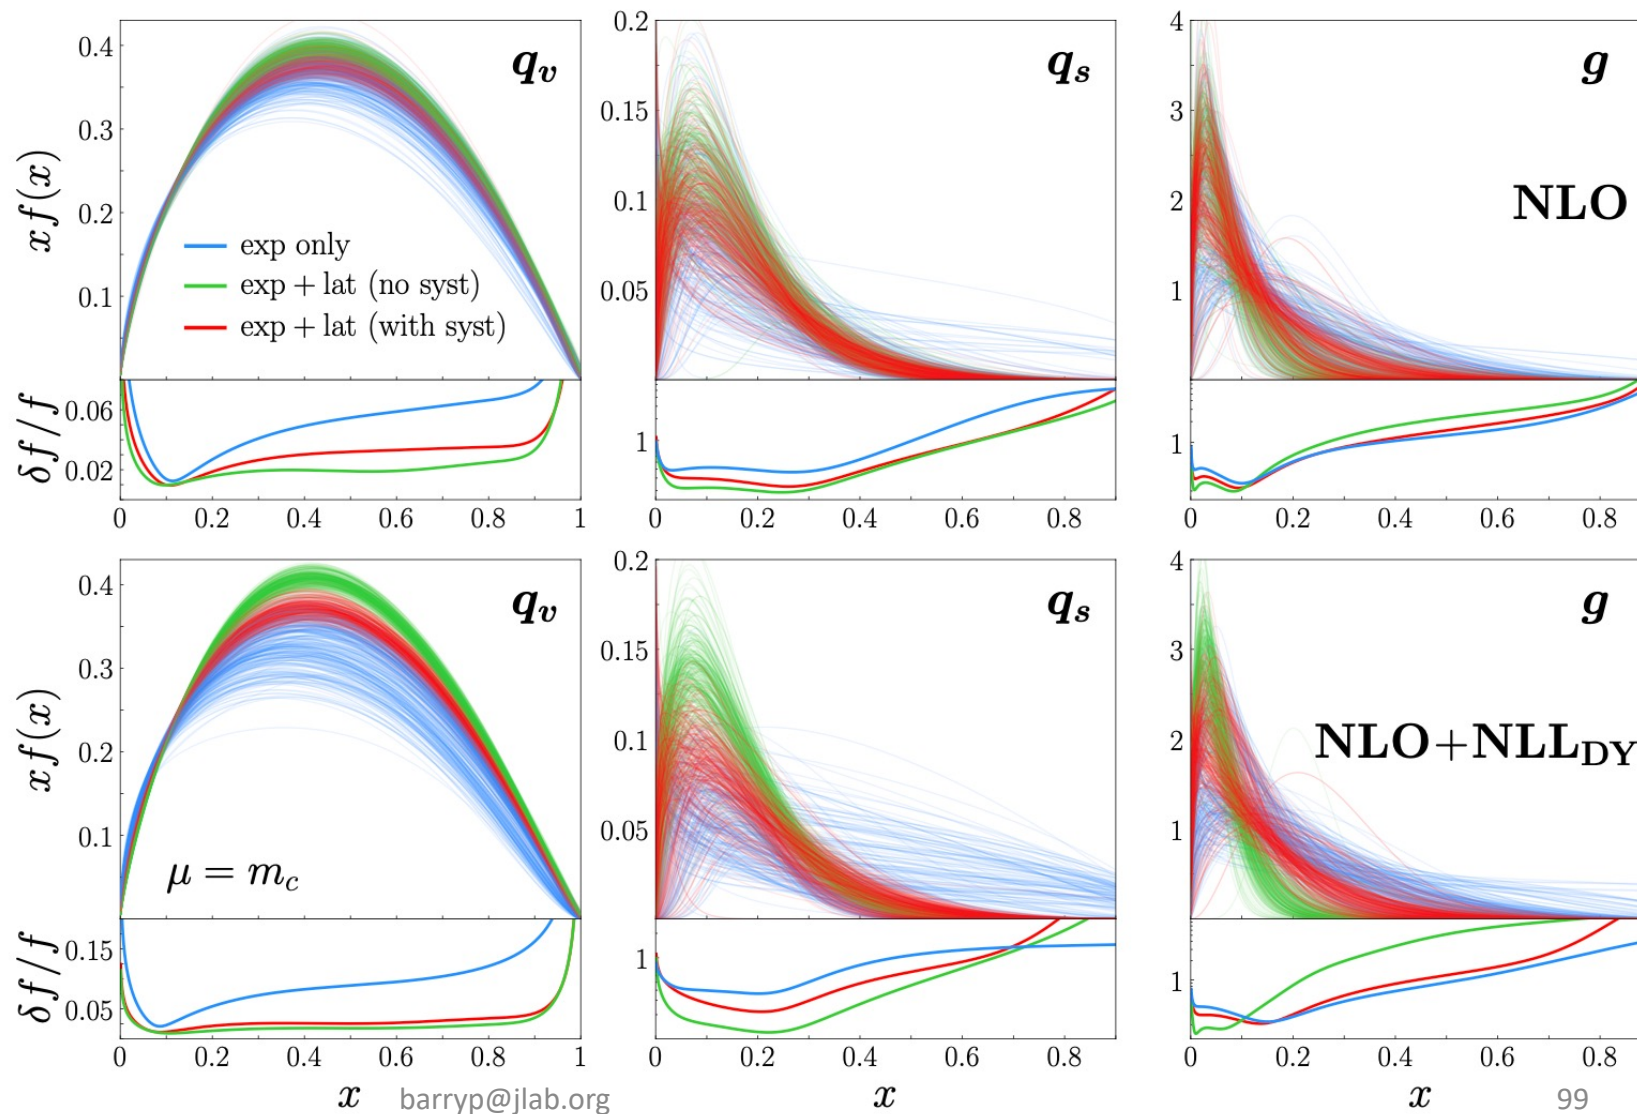 q_v
q_s
g
xf(x)
0.4
0.3
0.2
0.1
0.2
0.15
0.1
0.05
4
3
2
1
NLO
exp only
exp + lat (no syst)
exp + lat (with syst)
δf/f
0.06
0.02
1
1
0 0.2 0.4 0.6 0.8 1
0 0.2 0.4 0.6 0.8
0 0.2 0.4 0.6 0.8
q_v
q_s
g
xf(x)
0.4
0.3
0.2
0.1
0.2
0.15
0.1
0.05
4
3
2
1
NLO+NLL_DY
μ = m_c
δf/f
0.15
0.05
1
1
0 0.2 0.4 0.6 0.8 1
0 0.2 0.4 0.6 0.8
0 0.2 0.4 0.6 0.8
x
x
x
barryp@jlab.org
99